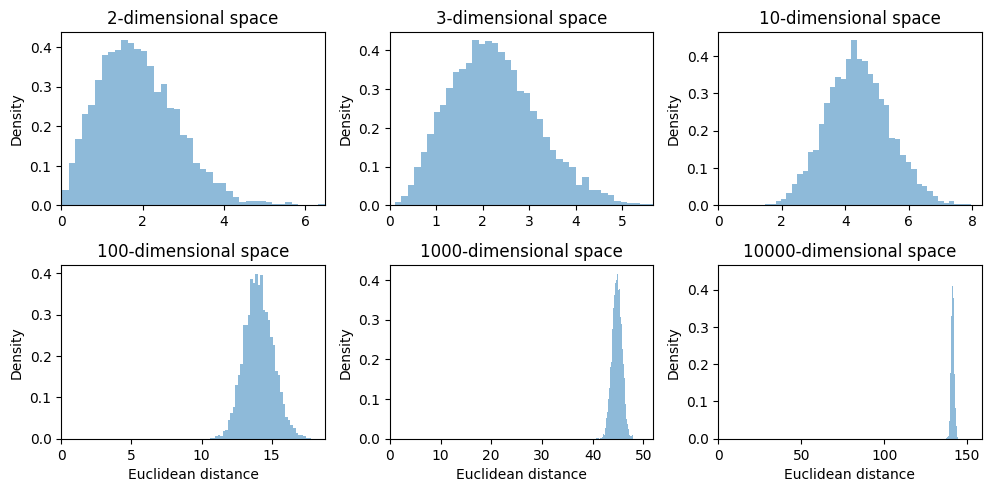 2-dimensional space 3-dimensional space 10-dimensional space
Density 0.0 0.1 0.2 0.3 0.4 0 2 4 6
Density 0.0 0.1 0.2 0.3 0.4 0 1 2 3 4 5
Density 0.0 0.1 0.2 0.3 0.4 0 2 4 6 8
100-dimensional space 1000-dimensional space 10000-dimensional space
Density 0.0 0.1 0.2 0.3 0.4 0 5 10 15
Density 0.0 0.1 0.2 0.3 0.4 0 10 20 30 40 50
Density 0.0 0.1 0.2 0.3 0.4 0 50 100 150
Euclidean distance Euclidean distance Euclidean distance